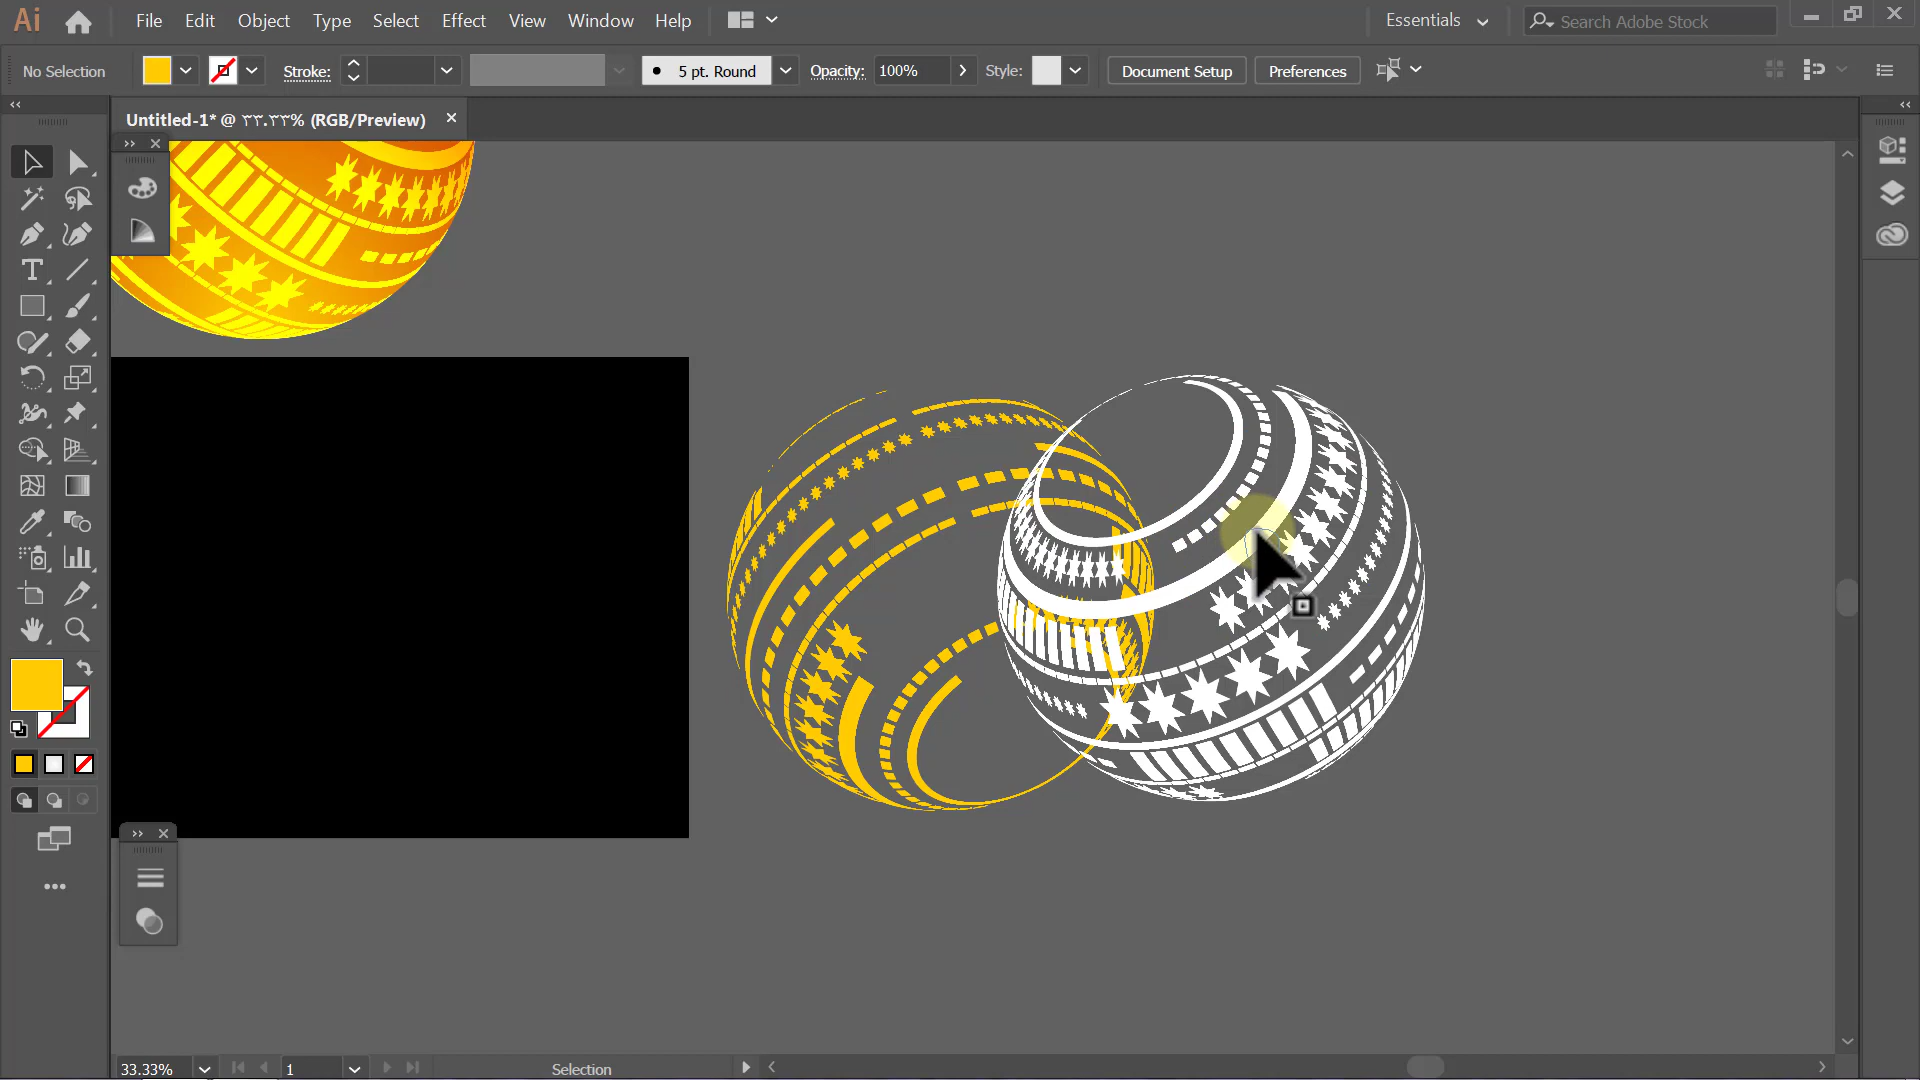 Ai File Edit Object Type Select Effect View Window Help Essentials Search Adobe Stock
No Selection Stroke: 5 pt. Round Opacity: 100% Style: Document Setup Preferences
Untitled-1* @ ٣٣.٣٣% (RGB/Preview)
33.33% 1 Selection